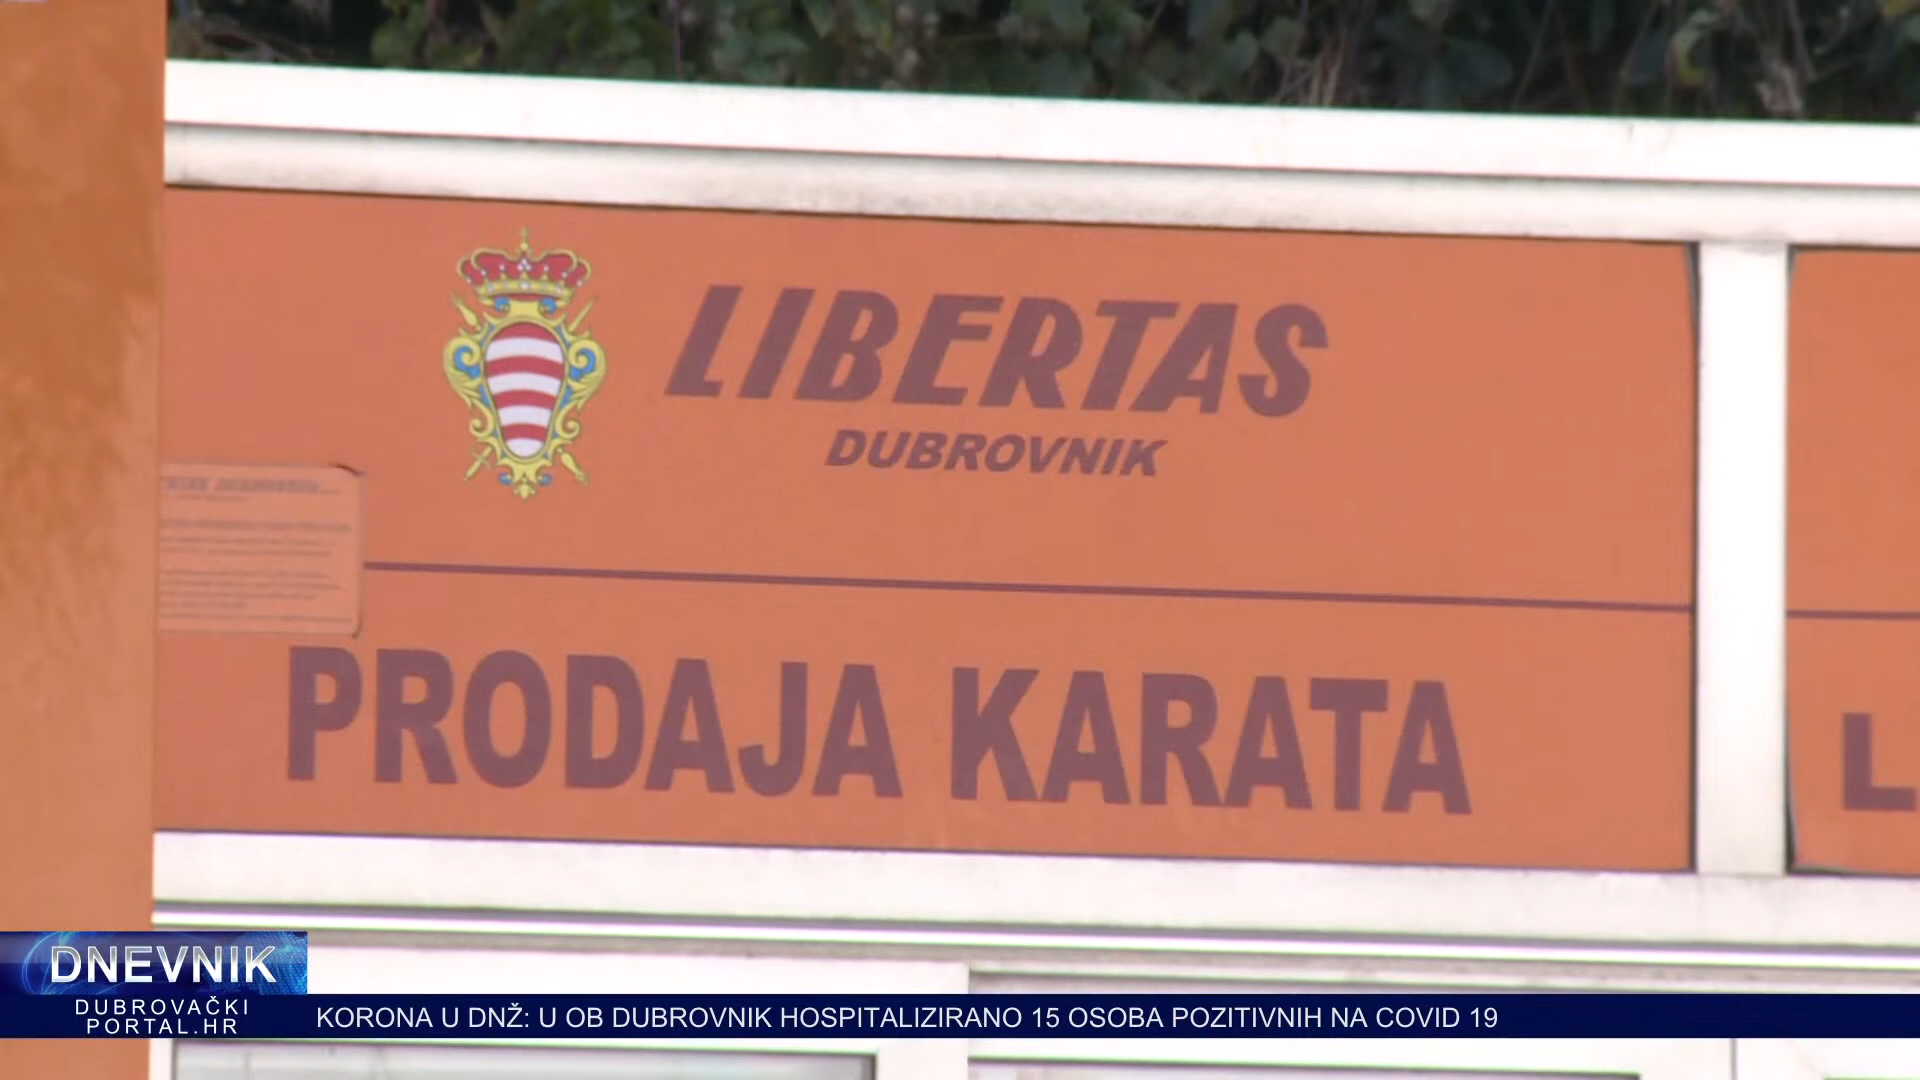 LIBERTAS
DUBROVNIK
PRODAJA KARATA
L
DNEVNIK
DUBROVAČKI
PORTAL.HR
KORONA U DNŽ: U OB DUBROVNIK HOSPITALIZIRANO 15 OSOBA POZITIVNIH NA COVID 19